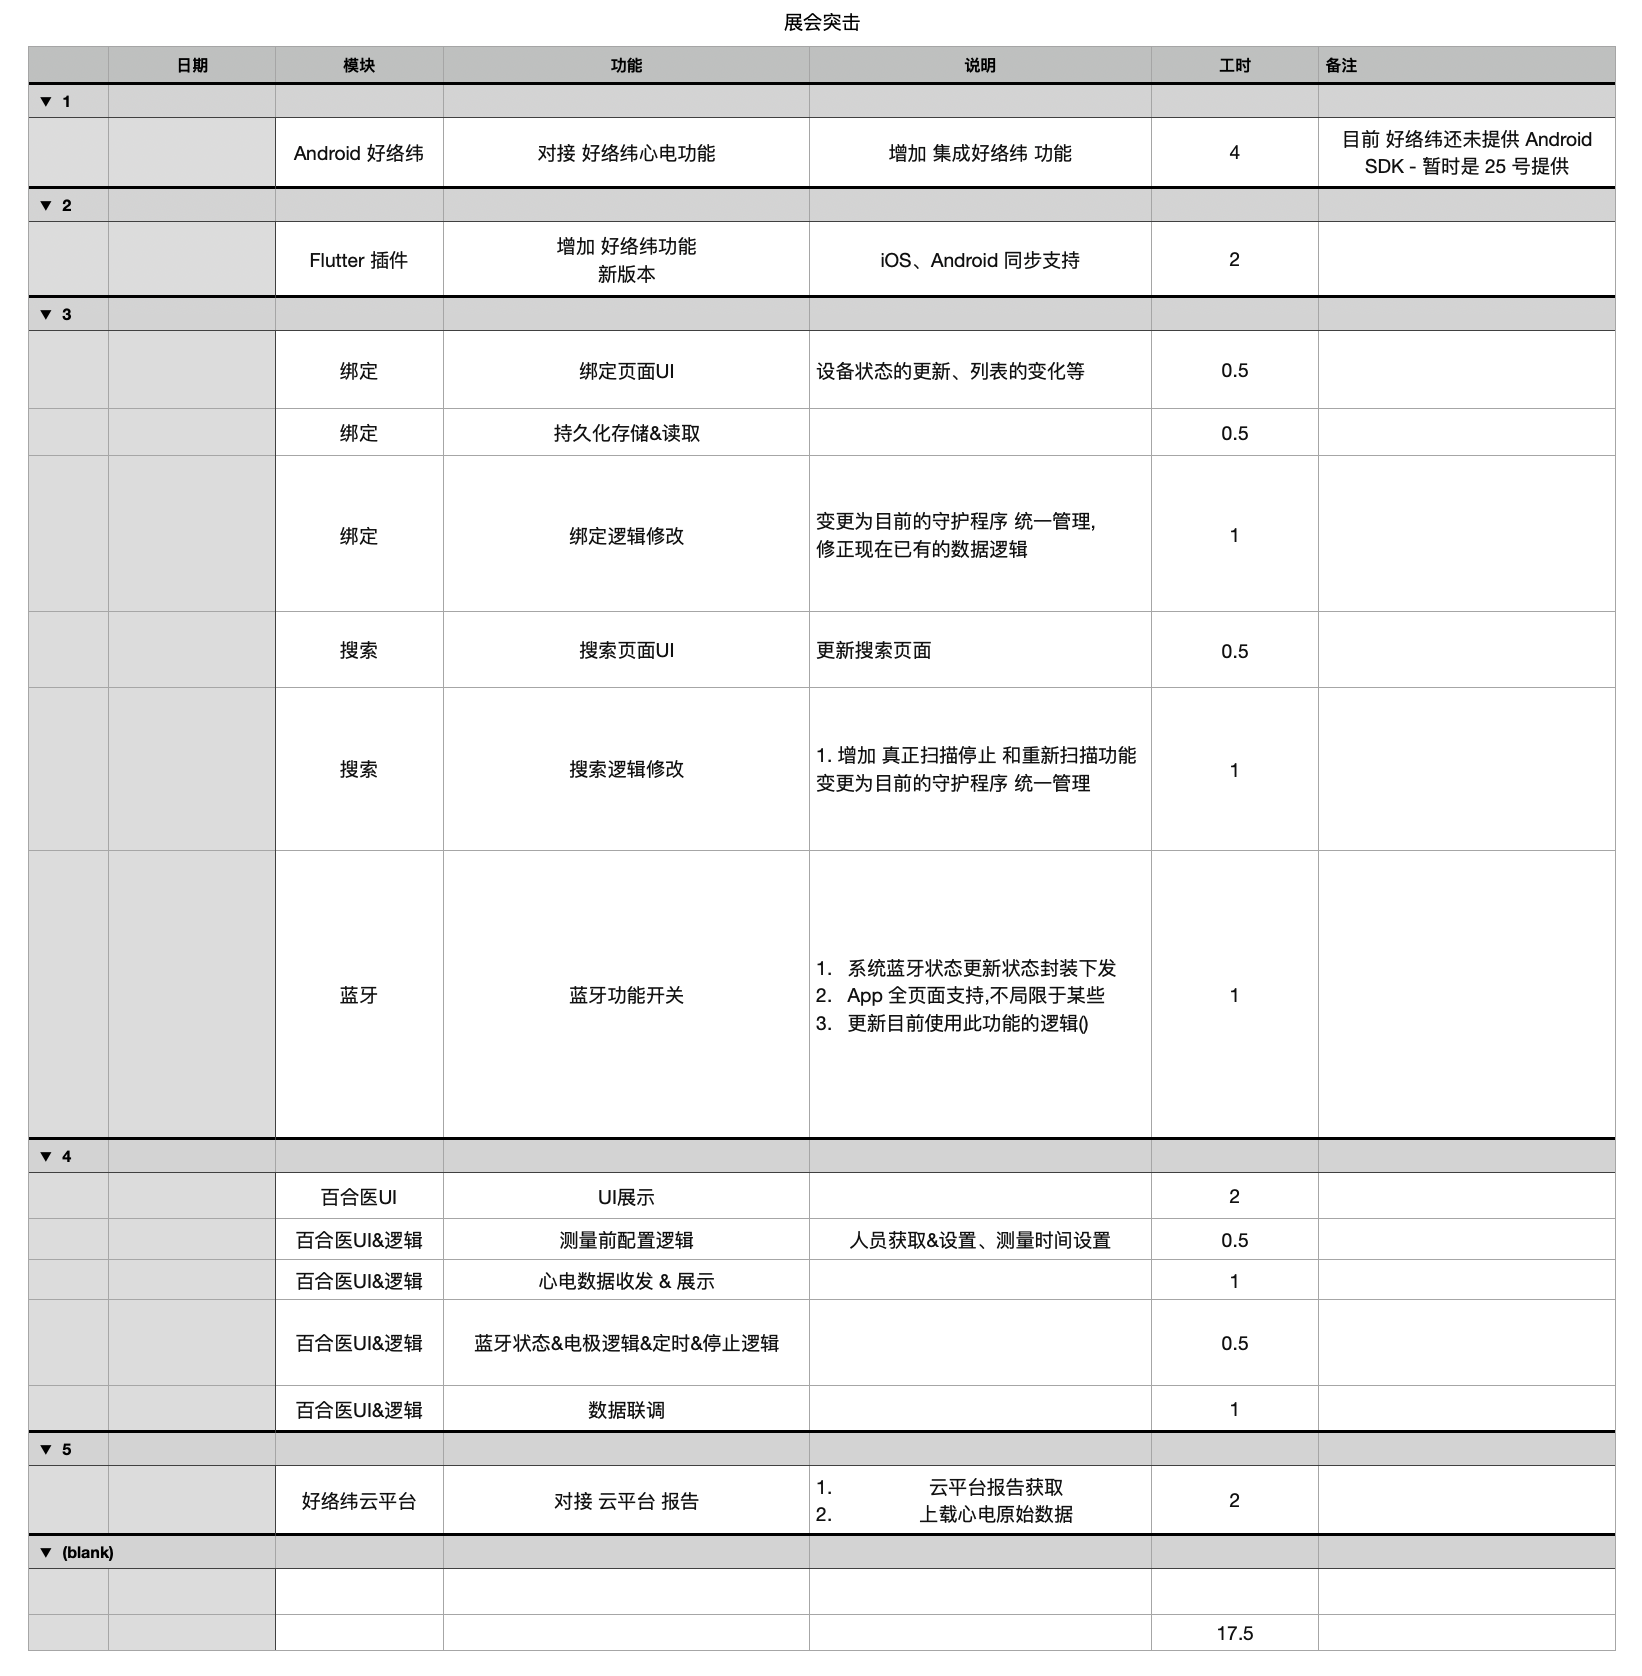 展会突击
日期 模块 功能 说明 工时 备注
▼ 1
Android 好络纬 对接 好络纬心电功能 增加 集成好络纬 功能 4 目前 好络纬还未提供 Android
SDK - 暂时是 25 号提供
▼ 2
Flutter 插件 增加 好络纬功能
新版本 iOS、Android 同步支持 2
▼ 3
绑定 绑定页面UI 设备状态的更新、列表的变化等 0.5
绑定 持久化存储&读取 0.5
绑定 绑定逻辑修改 变更为目前的守护程序 统一管理,
修正现在已有的数据逻辑 1
搜索 搜索页面UI 更新搜索页面 0.5
搜索 搜索逻辑修改 1. 增加 真正扫描停止 和重新扫描功能
变更为目前的守护程序 统一管理 1
蓝牙 蓝牙功能开关 1. 系统蓝牙状态更新状态封装下发
2. App 全页面支持,不局限于某些
3. 更新目前使用此功能的逻辑() 1
▼ 4
百合医UI UI展示 2
百合医UI&逻辑 测量前配置逻辑 人员获取&设置、测量时间设置 0.5
百合医UI&逻辑 心电数据收发 & 展示 1
百合医UI&逻辑 蓝牙状态&电极逻辑&定时&停止逻辑 0.5
百合医UI&逻辑 数据联调 1
▼ 5
好络纬云平台 对接 云平台 报告 1. 云平台报告获取
2. 上载心电原始数据 2
▼ (blank)
17.5